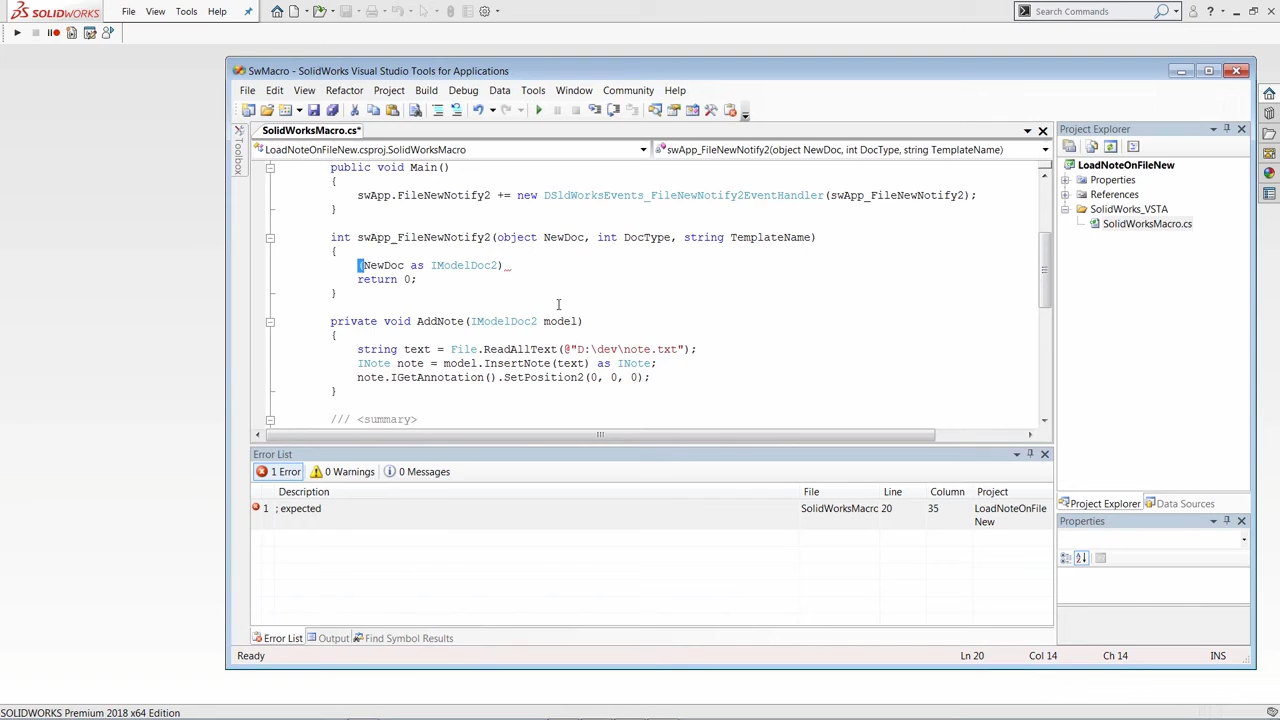 SOLIDWORKS File View Tools Help Search Commands ?
SwMacro - SolidWorks Visual Studio Tools for Applications
File Edit View Refactor Project Build Debug Data Tools Window Community Help
SolidWorksMacro.cs*
Project Explorer
LoadNoteOnFileNew.csproj.SolidWorksMacro
swApp_FileNewNotify2(object NewDoc, int DocType, string TemplateName)
Toolbox
public void Main()
{
swApp.FileNewNotify2 += new DSldWorksEvents_FileNewNotify2EventHandler(swApp_FileNewNotify2);
}
int swApp_FileNewNotify2(object NewDoc, int DocType, string TemplateName)
{
(NewDoc as IModelDoc2)
return 0;
}
private void AddNote(IModelDoc2 model)
{
string text = File.ReadAllText(@"D:\dev\note.txt");
INote note = model.InsertNote(text) as INote;
note.IGetAnnotation().SetPosition2(0, 0, 0);
}
/// <summary>
LoadNoteOnFileNew
Properties
References
SolidWorks_VSTA
SolidWorksMacro.cs
Project Explorer Data Sources
Properties
Error List
1 Error 0 Warnings 0 Messages
Description File Line Column Project
1 ; expected SolidWorksMacro 20 35 LoadNoteOnFile
New
Error List Output Find Symbol Results
Ready Ln 20 Col 14 Ch 14 INS
SOLIDWORKS Premium 2018 x64 Edition